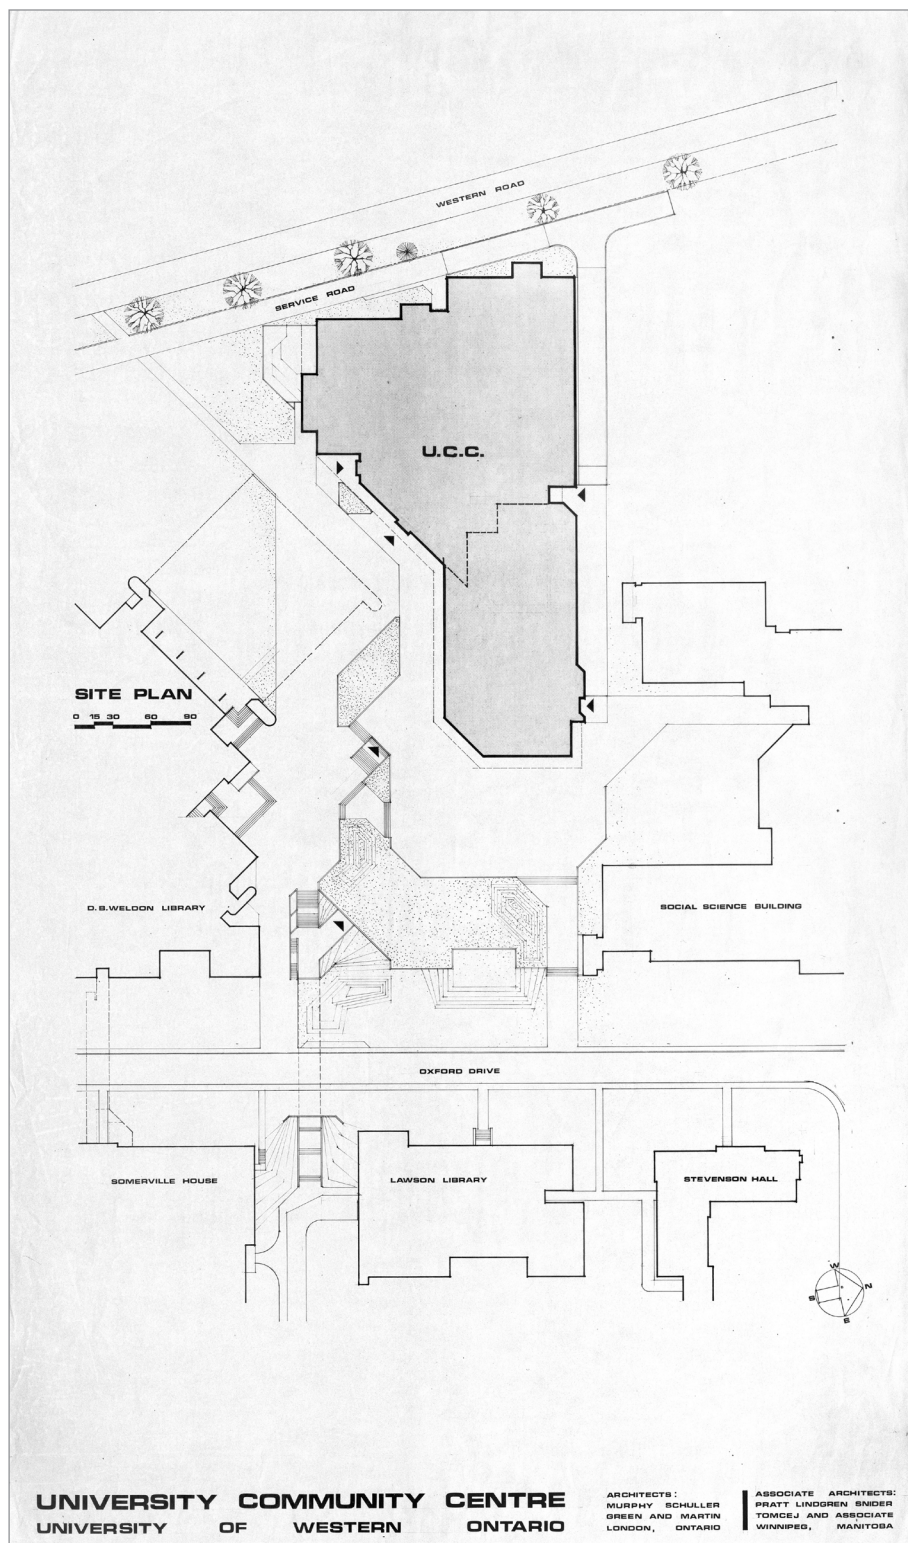 WESTERN ROAD
SERVICE ROAD
U.C.C.
SITE PLAN
0 15 30 60 90
D.B. WELDON LIBRARY
SOCIAL SCIENCE BUILDING
OXFORD DRIVE
SOMERVILLE HOUSE
LAWSON LIBRARY
STEVENSON HALL
W
N
S
E
UNIVERSITY COMMUNITY CENTRE
UNIVERSITY OF WESTERN ONTARIO
ARCHITECTS:
MURPHY SCHULLER
GREEN AND MARTIN
LONDON, ONTARIO
ASSOCIATE ARCHITECTS:
PRATT LINDGREN SNIDER
TOMCEJ AND ASSOCIATE
WINNIPEG, MANITOBA